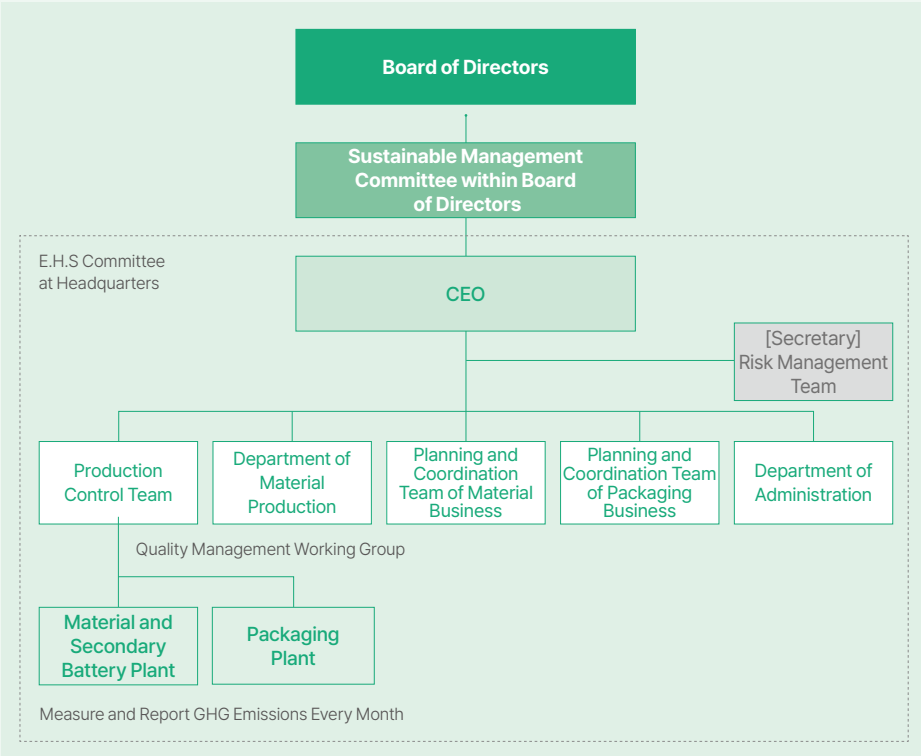 Board of Directors
Sustainable Management
Committee within Board
of Directors
E.H.S Committee
at Headquarters
CEO
[Secretary]
Risk Management
Team
Production
Control Team
Department of
Material
Production
Planning and
Coordination
Team of Material
Business
Planning and
Coordination Team
of Packaging
Business
Department of
Administration
Quality Management Working Group
Material and
Secondary
Battery Plant
Packaging
Plant
Measure and Report GHG Emissions Every Month